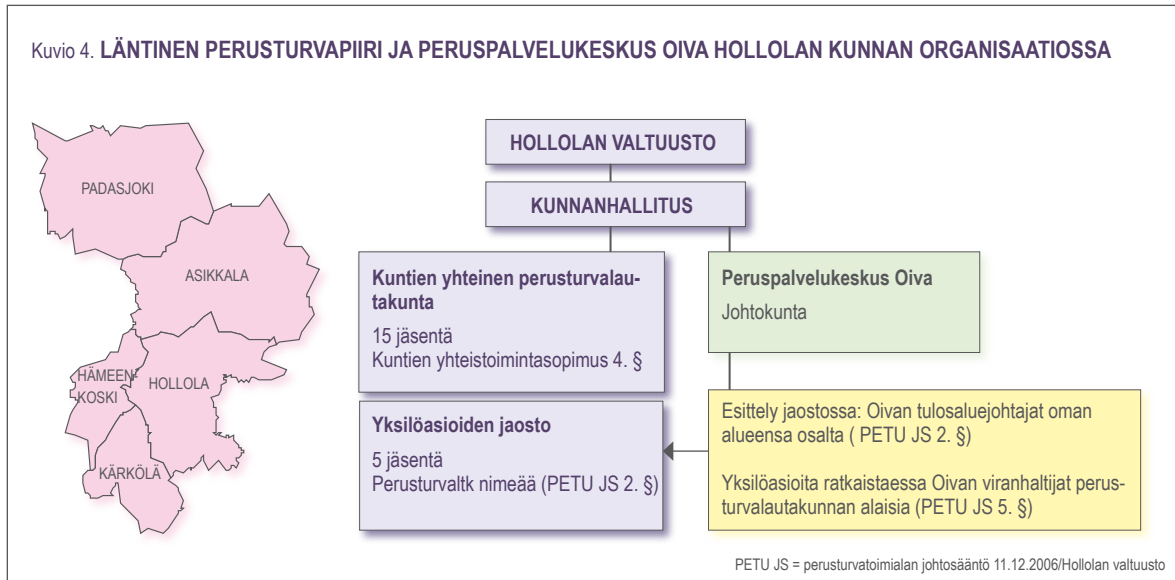 Kuvio 4. LÄNTINEN PERUSTURVAPIIRI JA PERUSPALVELUKESKUS OIVA HOLLOLAN KUNNAN ORGANISAATIOSSA
PADASJOKI
ASIKKALA
HÄMEEN-
KOSKI
HOLLOLA
KÄRKÖLÄ
HOLLOLAN VALTUUSTO
KUNNANHALLITUS
Kuntien yhteinen perusturvalau-
takunta
15 jäsentä
Kuntien yhteistoimintasopimus 4. §
Peruspalvelukeskus Oiva
Johtokunta
Yksilöasioiden jaosto
5 jäsentä
Perusturvaltk nimeää (PETU JS 2. §)
Esittely jaostossa: Oivan tulosaluejohtajat oman
alueensa osalta ( PETU JS 2. §)
Yksilöasioita ratkaistaessa Oivan viranhaltijat perus-
turvalautakunnan alaisia (PETU JS 5. §)
PETU JS = perusturvatoimialan johtosääntö 11.12.2006/Hollolan valtuusto